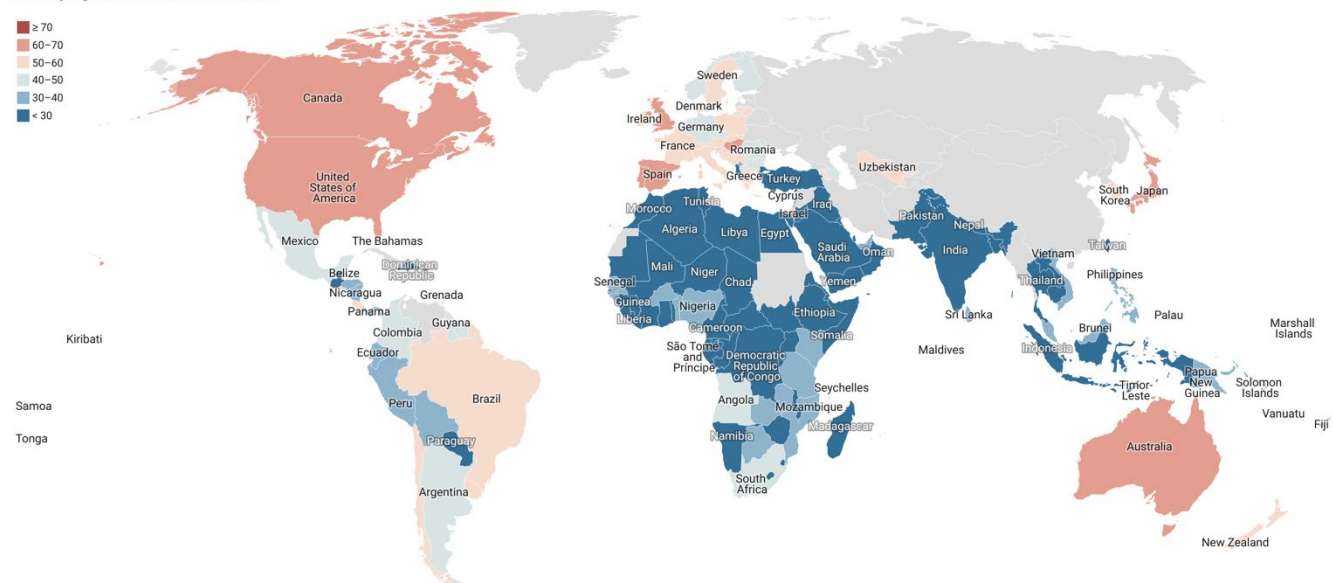 ≥ 70
60–70
50–60
40–50
30–40
< 30
Canada
United
States of
America
Mexico
The Bahamas
Dominican
Republic
Belize
Nicaragua
Grenada
Panama
Guyana
Colombia
Ecuador
Peru
Brazil
Paraguay
Argentina
Kiribati
Samoa
Tonga
Sweden
Denmark
Ireland
Germany
France
Romania
Spain
Greece
Turkey
Cyprus
Uzbekistan
Morocco
Tunisia
Israel
Iraq
Algeria
Libya
Egypt
Saudi
Arabia
Oman
Yemen
Pakistan
Nepal
India
South
Korea
Japan
Taiwan
Vietnam
Thailand
Philippines
Sri Lanka
Brunei
Palau
Maldives
Indonesia
Marshall
Islands
Mali
Niger
Chad
Senegal
Guinea
Nigeria
Liberia
Cameroon
Ethiopia
Somalia
São Tomé
and
Príncipe
Democratic
Republic
of Congo
Seychelles
Angola
Mozambique
Namibia
Madagascar
South
Africa
Timor-
Leste
Papua
New
Guinea
Solomon
Islands
Vanuatu
Fiji
Australia
New Zealand